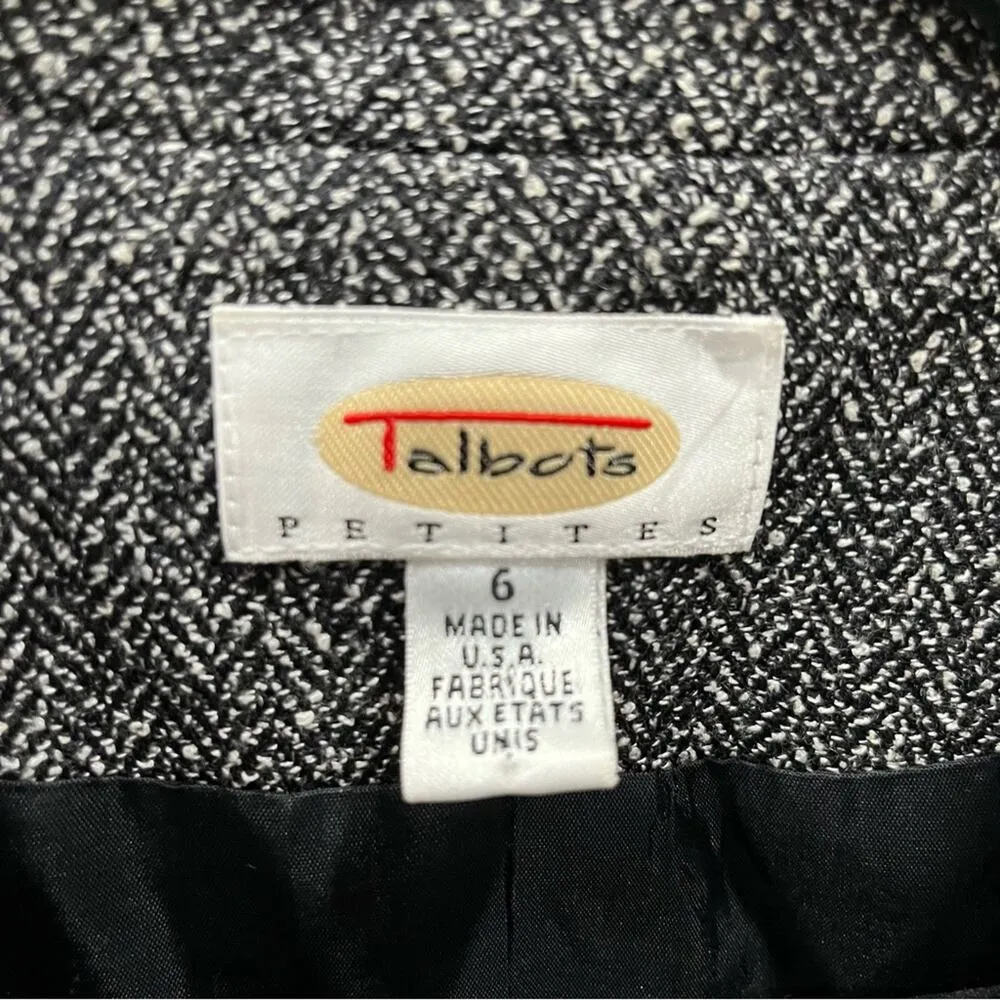 Talbots
PETITES
6
MADE IN
U.S.A.
FABRIQUE
AUX ETATS
UNIS